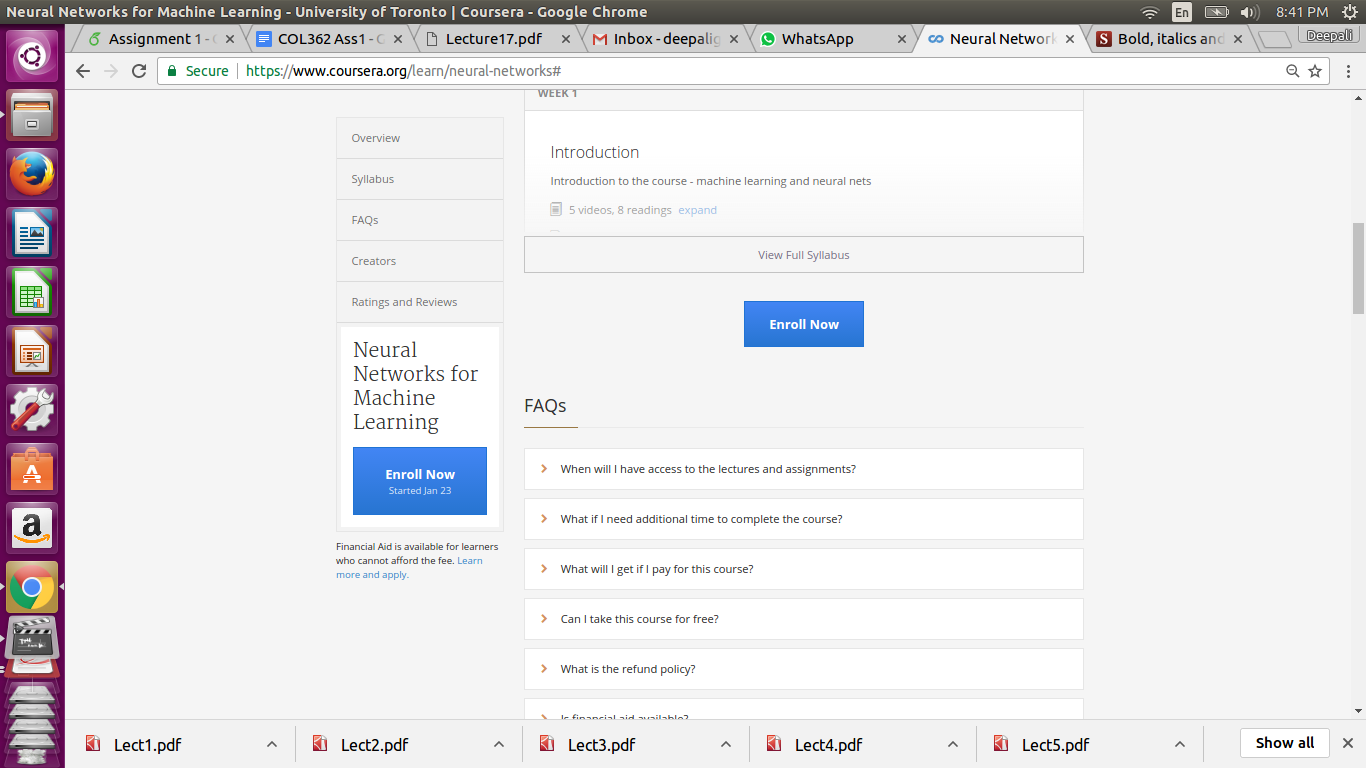 Neural Networks for Machine Learning - University of Toronto | Coursera - Google Chrome
En
8:41 PM
Assignment 1 -
COL362 Ass1 -
Lecture17.pdf
Inbox - deepalig
WhatsApp
Neural Network
Bold, italics and
Deepali
Secure
https://www.coursera.org/learn/neural-networks#
WEEK 1
Overview
Syllabus
FAQs
Creators
Ratings and Reviews
Introduction
Introduction to the course - machine learning and neural nets
5 videos, 8 readings expand
View Full Syllabus
Enroll Now
Neural
Networks for
Machine
Learning
Enroll Now
Started Jan 23
Financial Aid is available for learners
who cannot afford the fee. Learn
more and apply.
FAQs
When will I have access to the lectures and assignments?
What if I need additional time to complete the course?
What will I get if I pay for this course?
Can I take this course for free?
What is the refund policy?
Is financial aid available?
Lect1.pdf
Lect2.pdf
Lect3.pdf
Lect4.pdf
Lect5.pdf
Show all